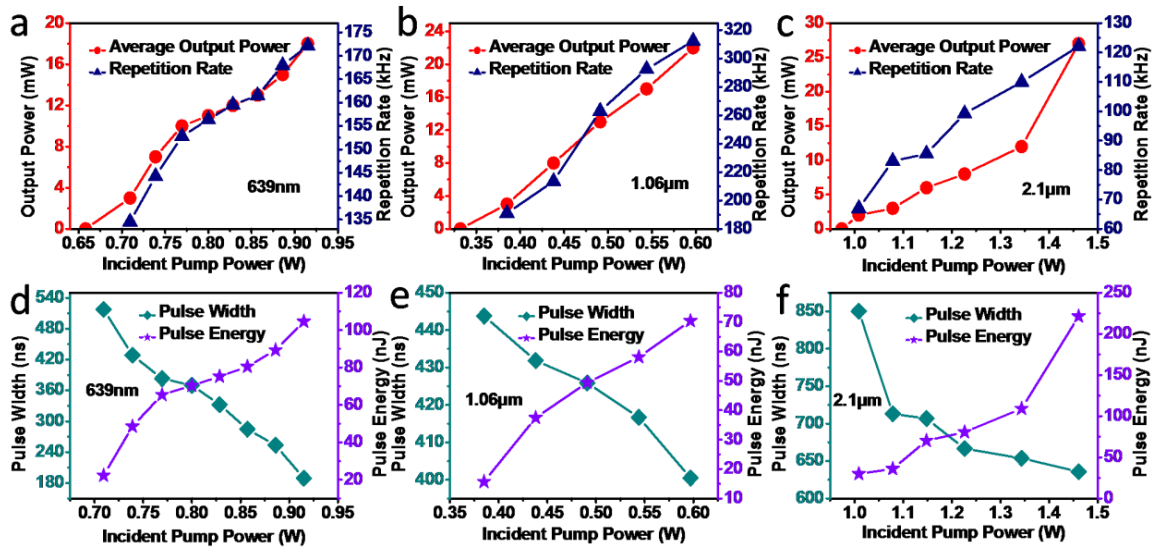 a
20
16
12
8
4
0
Output Power (mW)
Average Output Power
Repetition Rate
639nm
175
170
165
160
155
150
145
140
135
Repetition Rate (kHz)
0.65 0.70 0.75 0.80 0.85 0.90 0.95
Incident Pump Power (W)
b
24
20
16
12
8
4
0
Output Power (mW)
Average Output Power
Repetition Rate
1.06μm
320
300
280
260
240
220
200
180
Repetition Rate (kHz)
0.35 0.40 0.45 0.50 0.55 0.60
Incident Pump Power (W)
c
30
25
20
15
10
5
0
Output Power (mW)
Average Output Power
Repetition Rate
2.1μm
130
120
110
100
90
80
70
60
Repetition Rate (kHz)
1.0 1.1 1.2 1.3 1.4 1.5
Incident Pump Power (W)
d
540
480
420
360
300
240
180
Pulse Width (ns)
Pulse Width
Pulse Energy
639nm
120
100
80
60
40
20
0
Pulse Energy (nJ)
0.70 0.75 0.80 0.85 0.90 0.95
Incident Pump Power (W)
e
450
440
430
420
410
400
Pulse Width (ns)
Pulse Width
Pulse Energy
1.06μm
80
70
60
50
40
30
20
10
Pulse Energy (nJ)
0.35 0.40 0.45 0.50 0.55 0.60 0.65
Incident Pump Power (W)
f
850
800
750
700
650
600
Pulse Width (ns)
Pulse Width
Pulse Energy
2.1μm
250
200
150
100
50
0
Pulse Energy (nJ)
1.0 1.1 1.2 1.3 1.4 1.5
Incident Pump Power (W)